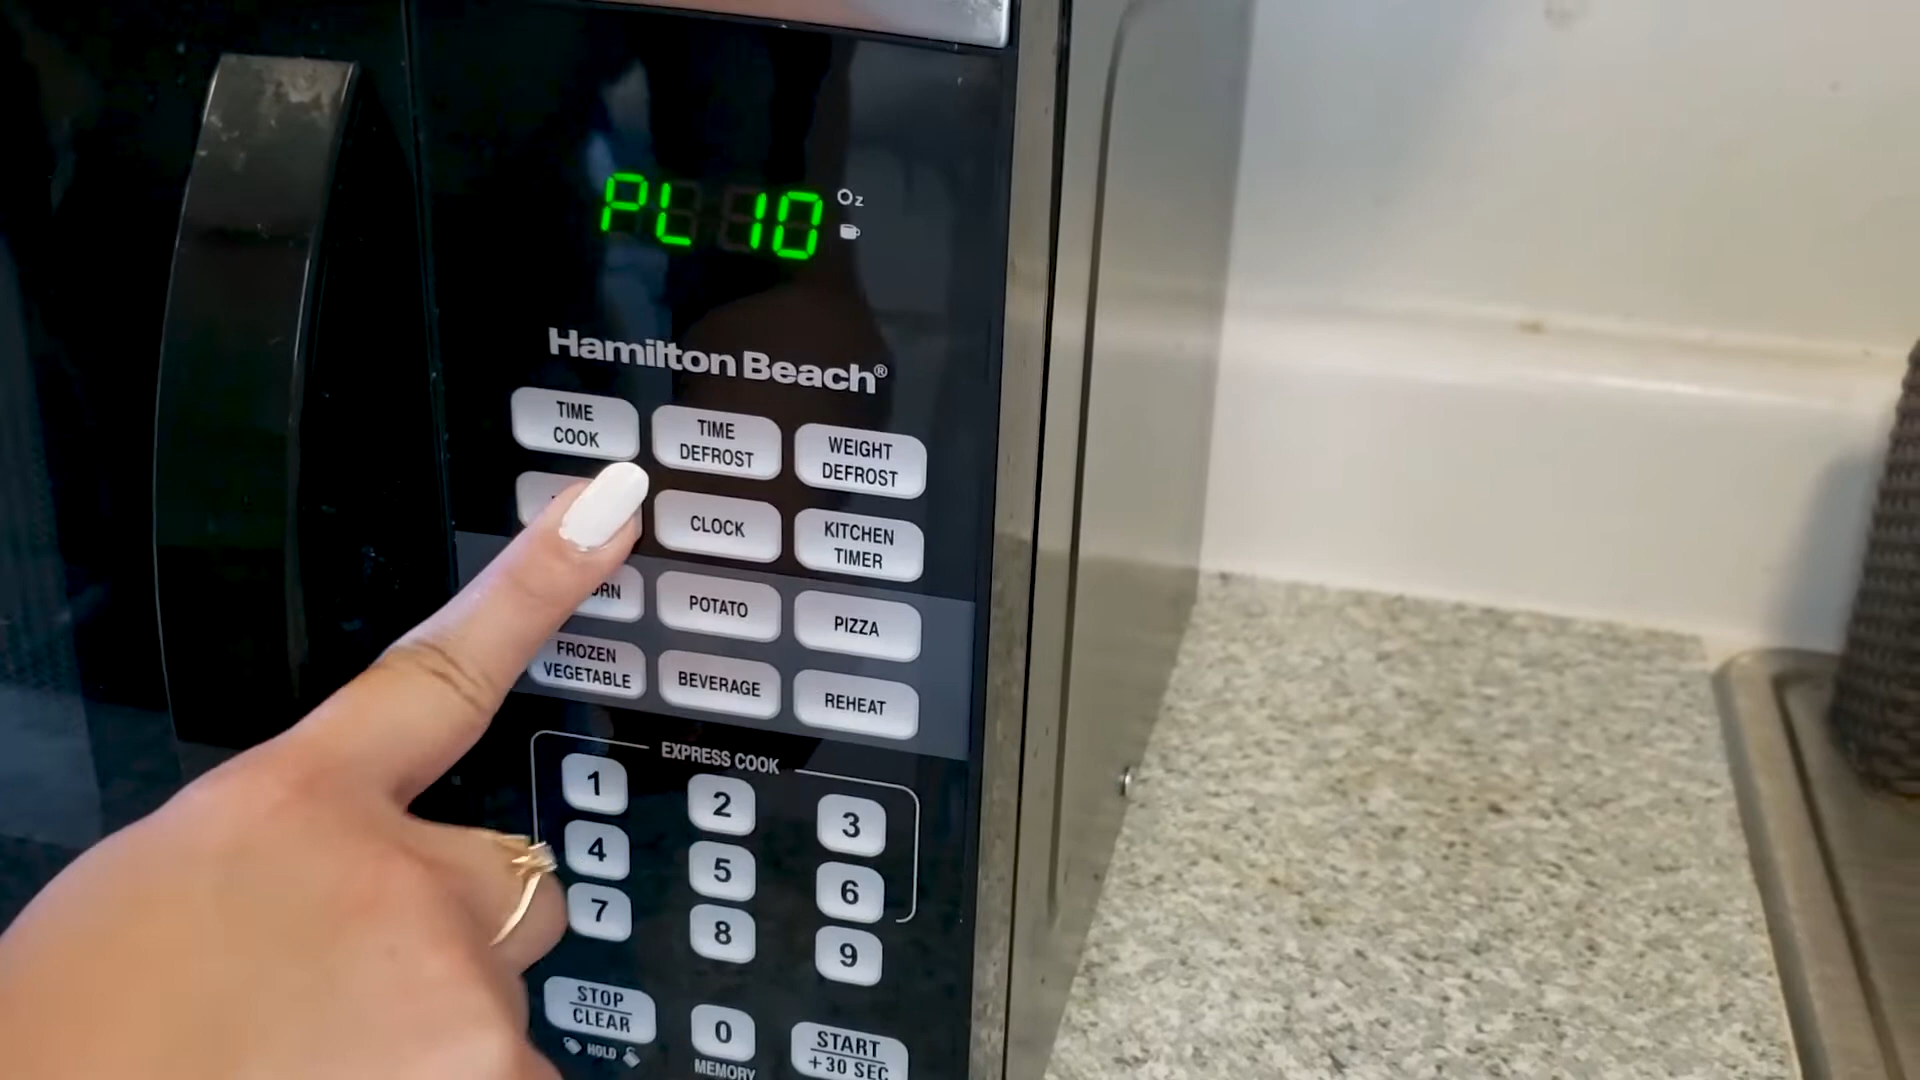 PL 10
Oz
Hamilton Beach®
TIME
COOK
TIME
DEFROST
WEIGHT
DEFROST
CLOCK
KITCHEN
TIMER
POTATO
PIZZA
FROZEN
VEGETABLE
BEVERAGE
REHEAT
EXPRESS COOK
1
2
3
4
5
6
7
8
9
STOP
CLEAR
HOLD
0
MEMORY
START
+30 SEC